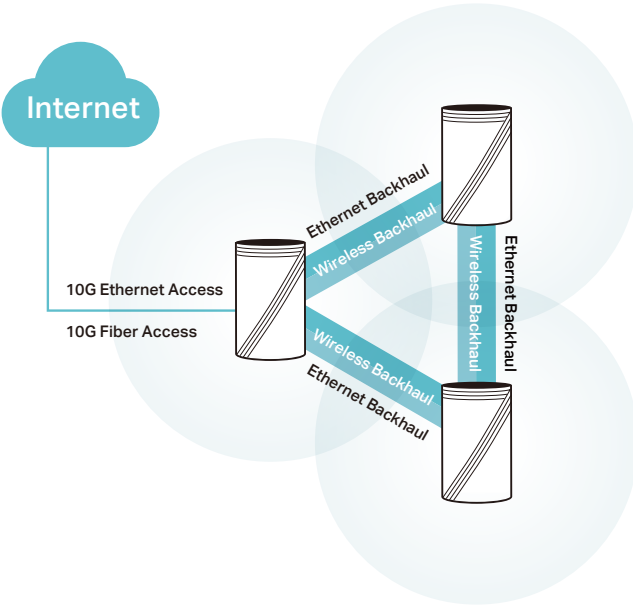 Internet
10G Ethernet Access
10G Fiber Access
Ethernet Backhaul
Wireless Backhaul
Wireless Backhaul
Ethernet Backhaul
Wireless Backhaul
Ethernet Backhaul